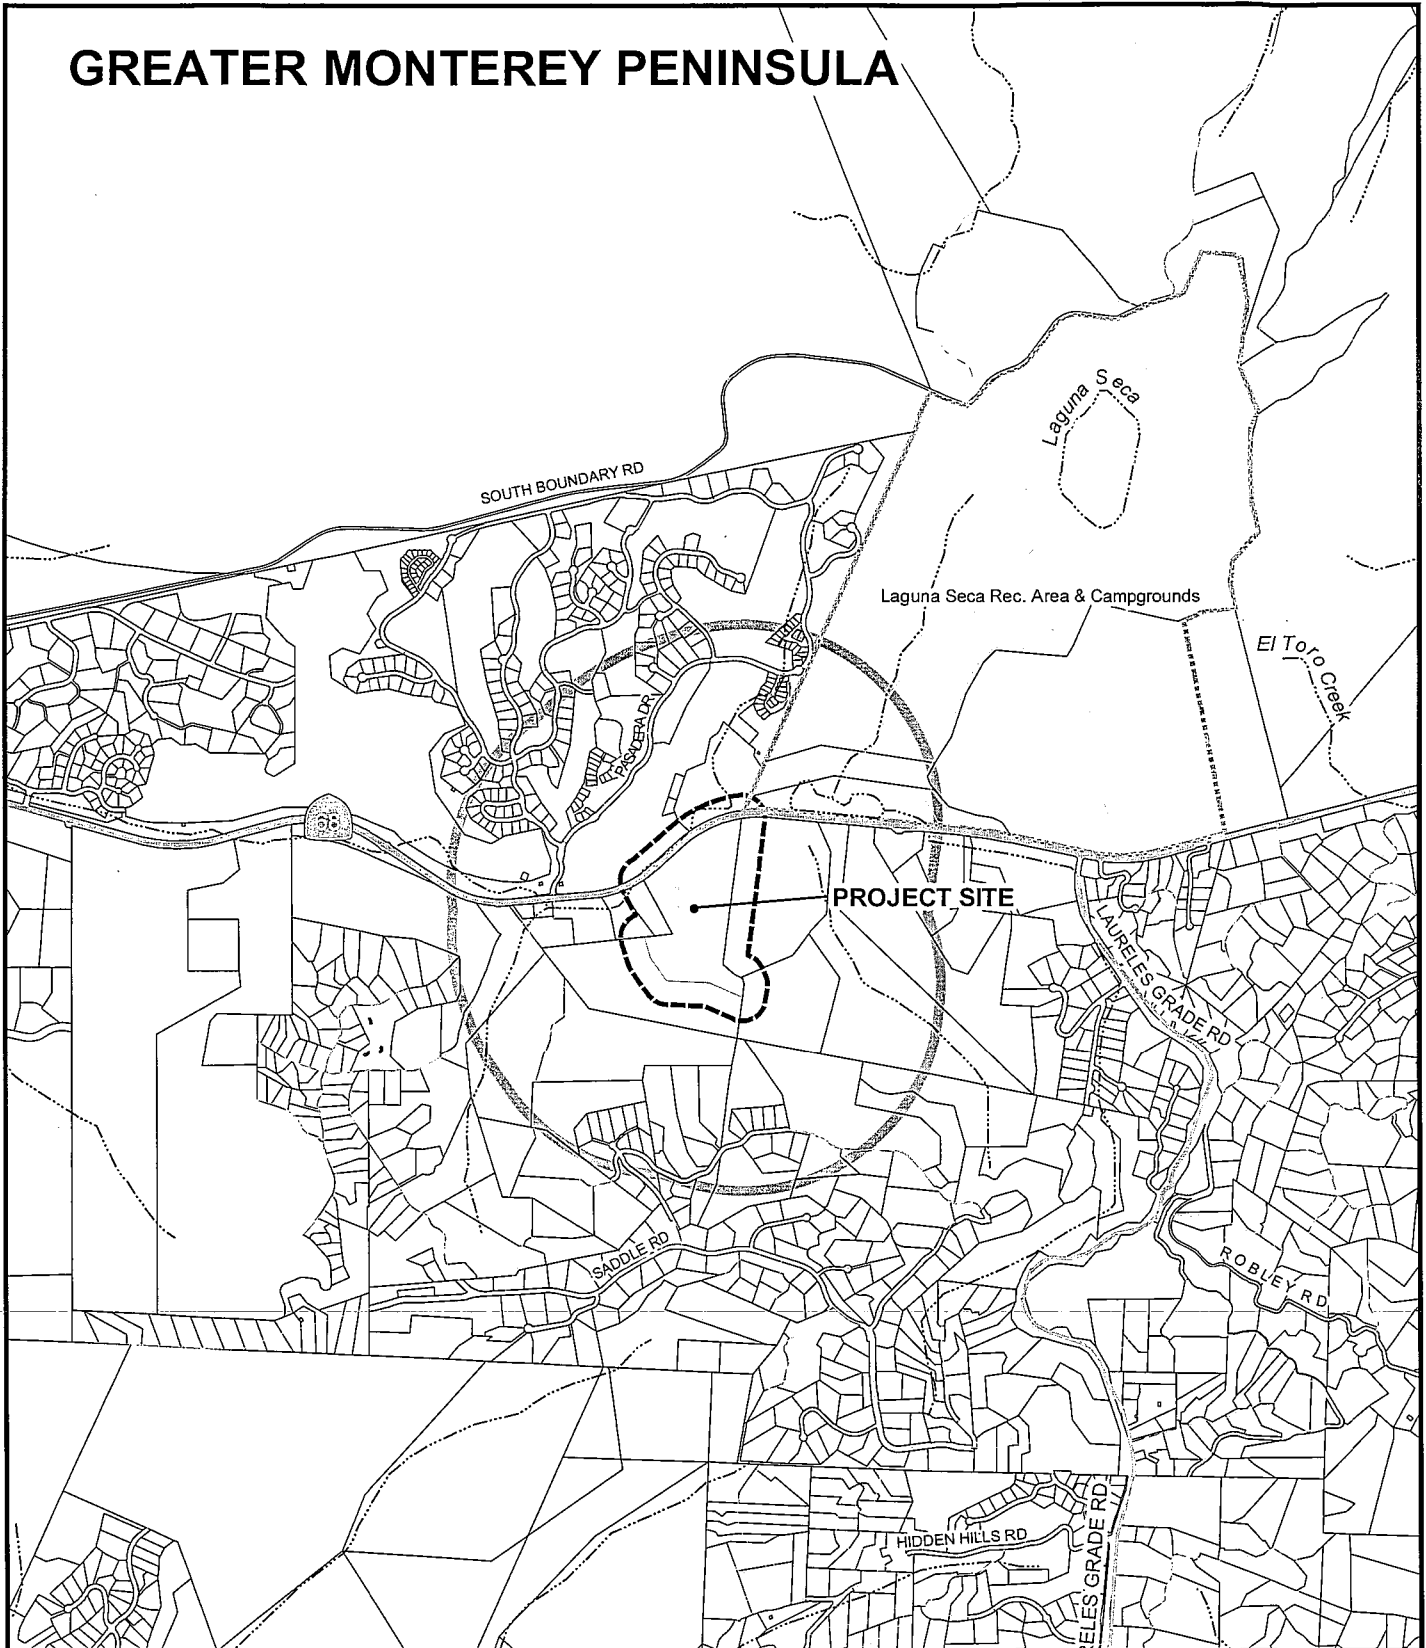 GREATER MONTEREY PENINSULA
Laguna Seca
SOUTH BOUNDARY RD
Laguna Seca Rec. Area & Campgrounds
El Toro Creek
PASADERA DR
68
PROJECT SITE
LAURELES GRADE RD
SADDLE RD
ROBLEY RD
HIDDEN HILLS RD
ELES GRADE RD